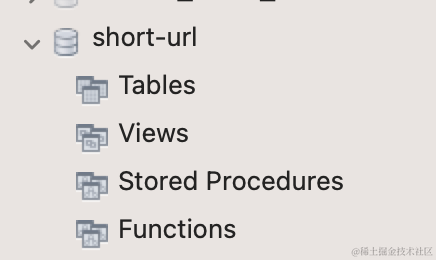 short-url
Tables
Views
Stored Procedures
Functions
@稀土掘金技术社区